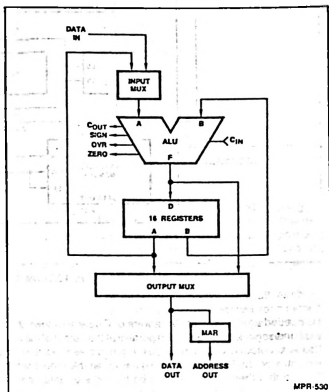 DATA
IN
INPUT
MUX
A
B
COUT
SIGN
OVR
ZERO
ALU
CIN
F
D
16 REGISTERS
A B
OUTPUT MUX
MAR
DATA
OUT
ADDRESS
OUT
MPR-530